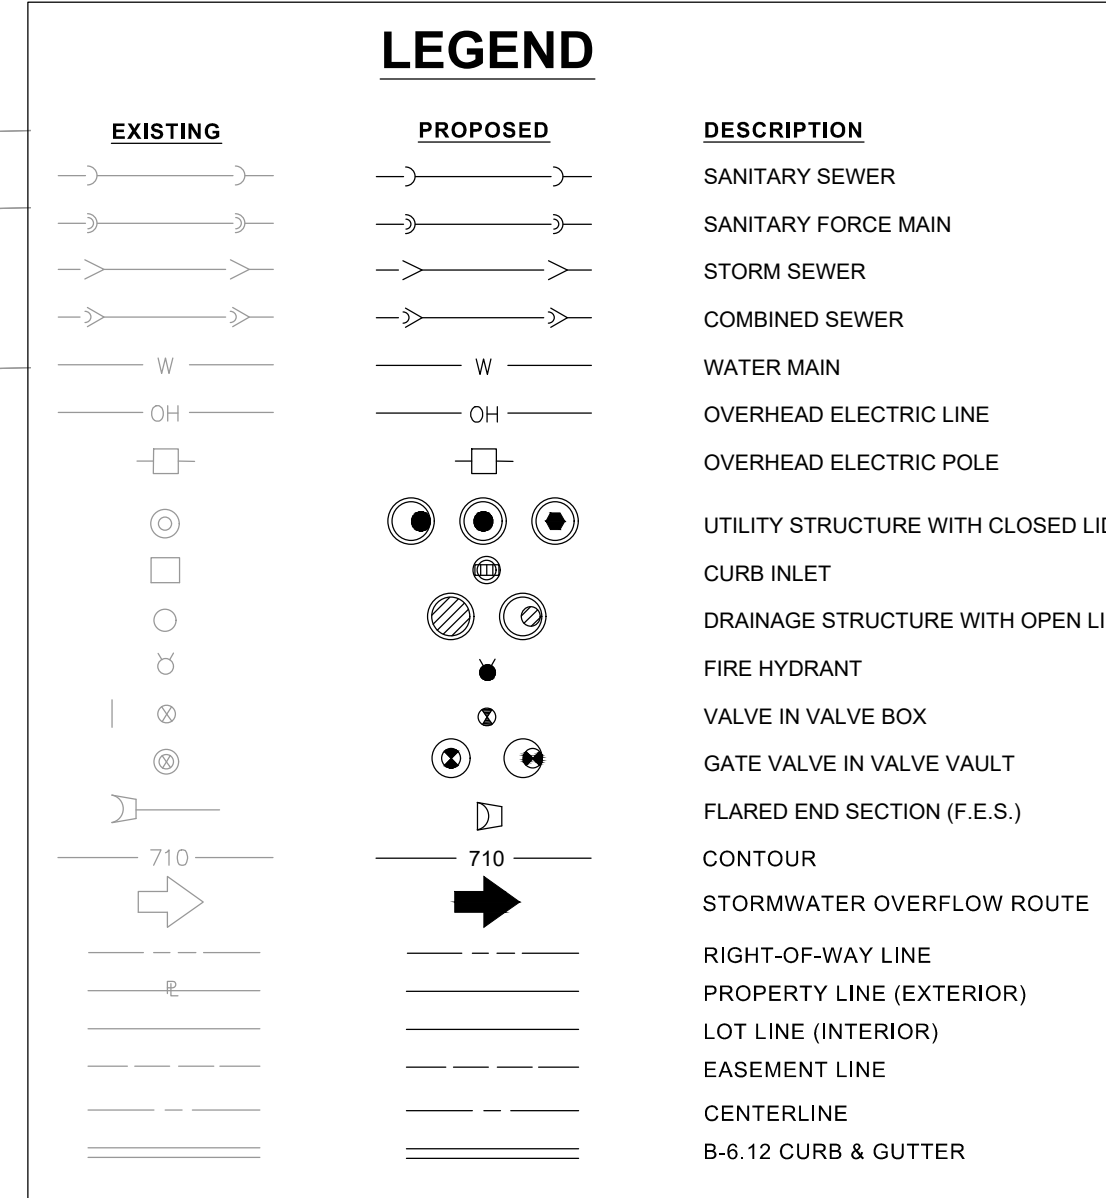 LEGEND
EXISTING PROPOSED DESCRIPTION
SANITARY SEWER
SANITARY FORCE MAIN
STORM SEWER
COMBINED SEWER
W W WATER MAIN
OH OH OVERHEAD ELECTRIC LINE
OVERHEAD ELECTRIC POLE
UTILITY STRUCTURE WITH CLOSED
CURB INLET
DRAINAGE STRUCTURE WITH OPEN
FIRE HYDRANT
VALVE IN VALVE BOX
GATE VALVE IN VALVE VAULT
FLARED END SECTION (F.E.S.)
710 710 CONTOUR
STORMWATER OVERFLOW ROUTE
RIGHT-OF-WAY LINE
PL PROPERTY LINE (EXTERIOR)
LOT LINE (INTERIOR)
EASEMENT LINE
CENTERLINE
B-6.12 CURB & GUTTER